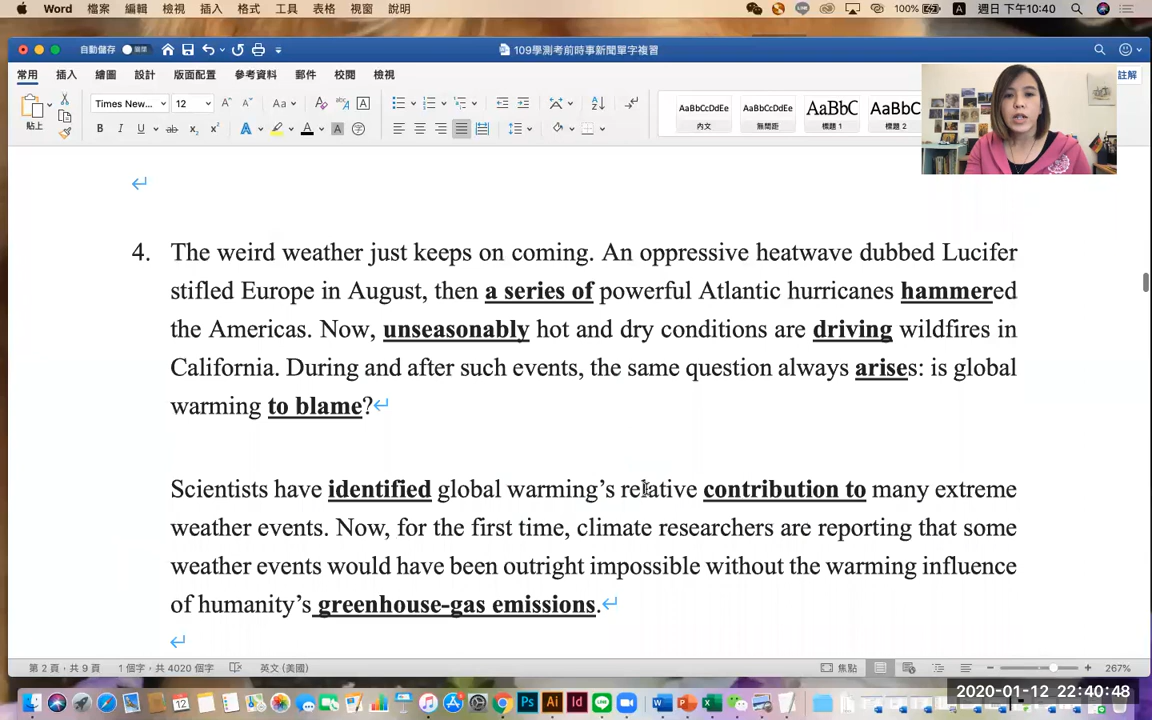 Word 檔案 編輯 檢視 插入 格式 工具 表格 視窗 說明 100% A 週日 下午10:40
自動儲存 109學測考前時事新聞單字複習
常用 插入 繪圖 設計 版面配置 參考資料 郵件 校閱 檢視 註解
貼上 Times New... 12 AaBbCcDdEe AaBbCcDdEe AaBbC AaBbC
內文 無間距 標題 1 標題 2
4. The weird weather just keeps on coming. An oppressive heatwave dubbed Lucifer
stifled Europe in August, then a series of powerful Atlantic hurricanes hammered
the Americas. Now, unseasonably hot and dry conditions are driving wildfires in
California. During and after such events, the same question always arises: is global
warming to blame?
Scientists have identified global warming’s relative contribution to many extreme
weather events. Now, for the first time, climate researchers are reporting that some
weather events would have been outright impossible without the warming influence
of humanity’s greenhouse-gas emissions.
第 2 頁，共 9 頁 1 個字，共 4020 個字 英文 (美國) 焦點 267%
2020-01-12 22:40:48